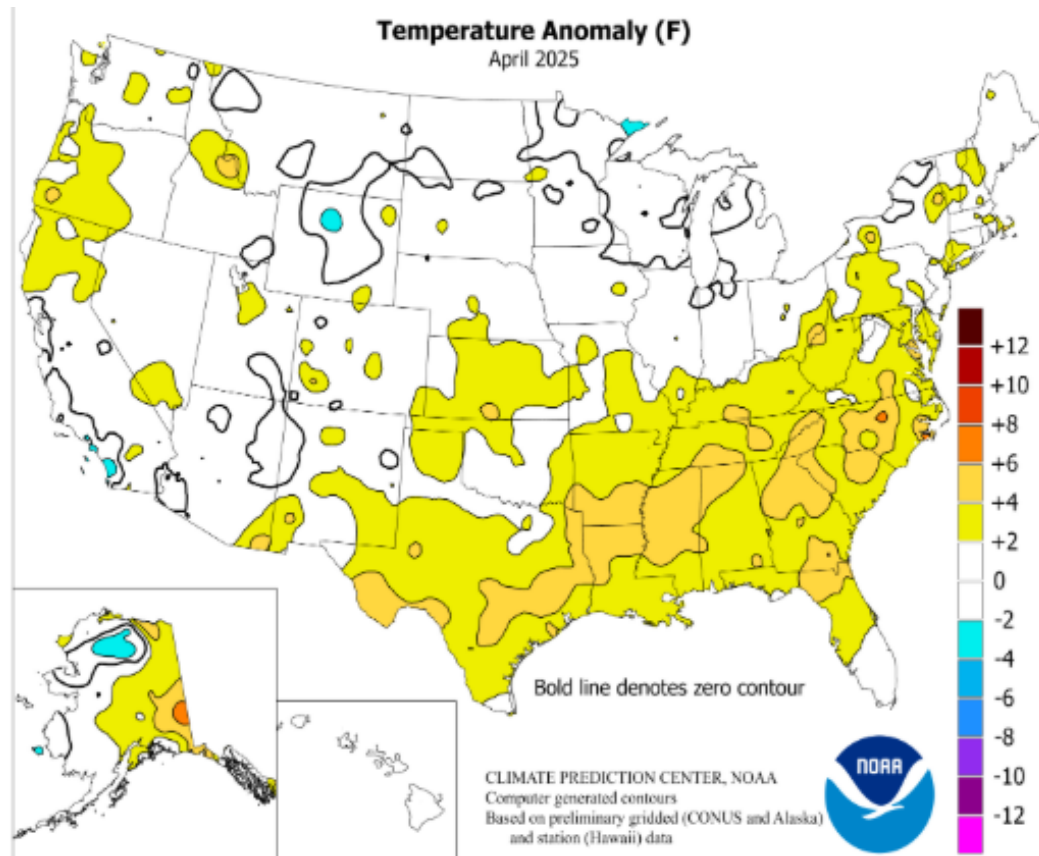 Temperature Anomaly (F)
April 2025
+12
+10
+8
+6
+4
+2
0
-2
-4
-6
-8
-10
-12
Bold line denotes zero contour
CLIMATE PREDICTION CENTER, NOAA
Computer generated contours
Based on preliminary gridded (CONUS and Alaska)
and station (Hawaii) data
NOAA